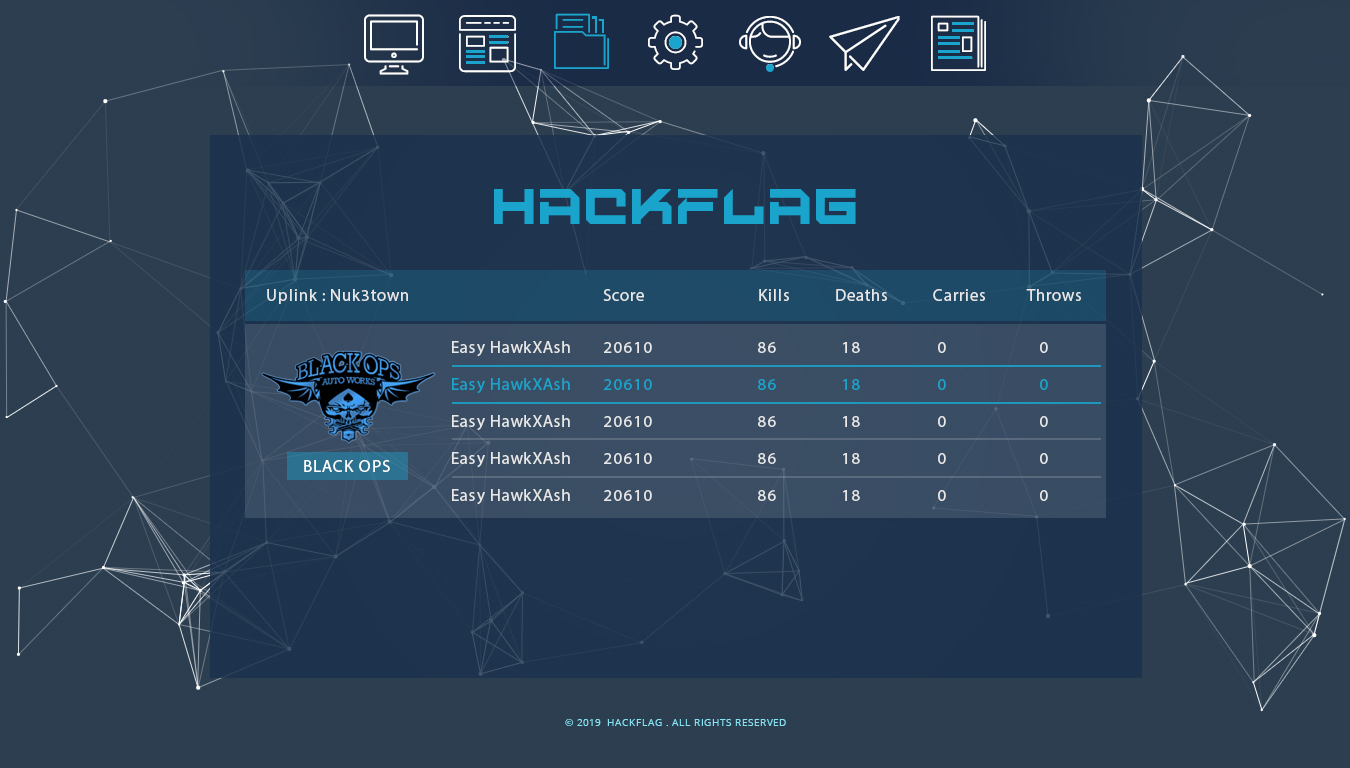 HACKFLAG
Uplink : Nuk3town Score Kills Deaths Carries Throws
Easy HawkXAsh 20610 86 18 0 0
Easy HawkXAsh 20610 86 18 0 0
Easy HawkXAsh 20610 86 18 0 0
Easy HawkXAsh 20610 86 18 0 0
Easy HawkXAsh 20610 86 18 0 0
BLACK OPS
AUTO WORKS
BLACK OPS
© 2019 HACKFLAG . ALL RIGHTS RESERVED